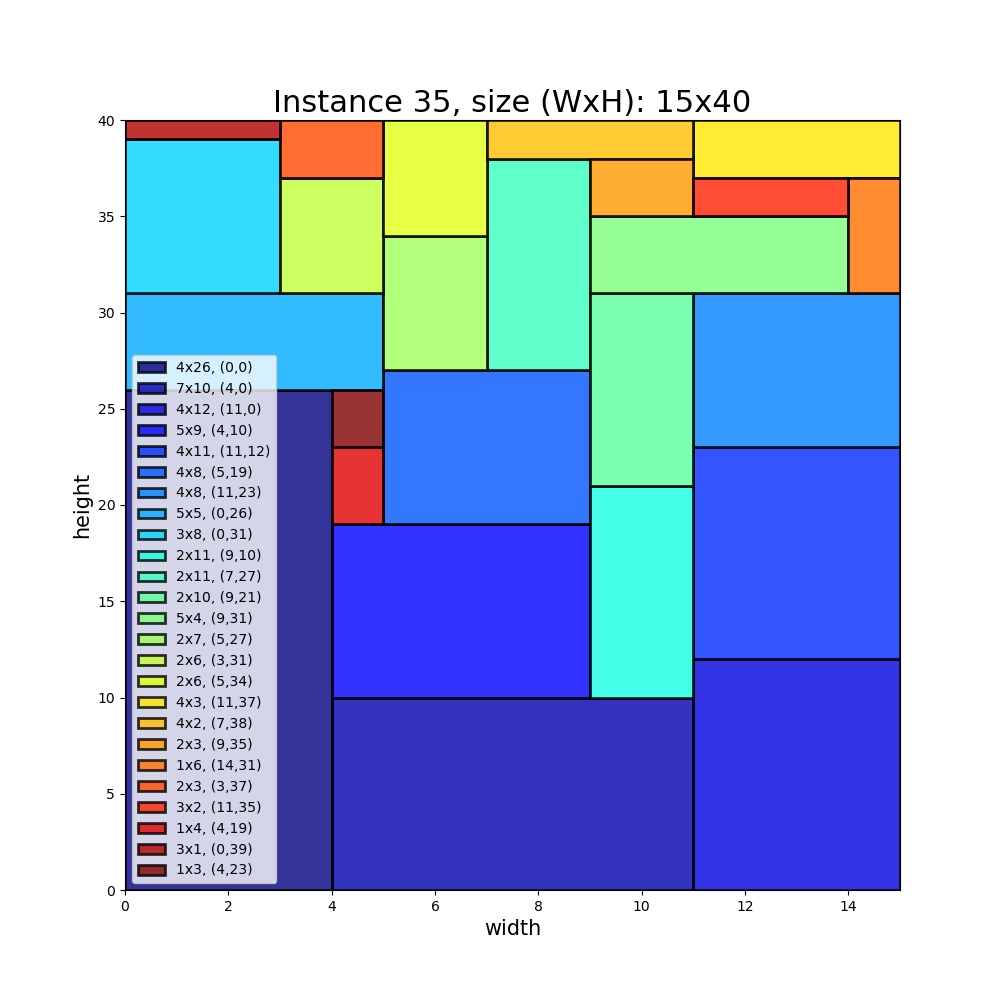 Instance 35, size (WxH): 15x40
40
35
30
25
20
15
10
5
0
height
4x26, (0,0)
7x10, (4,0)
4x12, (11,0)
5x9, (4,10)
4x11, (11,12)
4x8, (5,19)
4x8, (11,23)
5x5, (0,26)
3x8, (0,31)
2x11, (9,10)
2x11, (7,27)
2x10, (9,21)
5x4, (9,31)
2x7, (5,27)
2x6, (3,31)
2x6, (5,34)
4x3, (11,37)
4x2, (7,38)
2x3, (9,35)
1x6, (14,31)
2x3, (3,37)
3x2, (11,35)
1x4, (4,19)
3x1, (0,39)
1x3, (4,23)
0 2 4 6 8 10 12 14
width